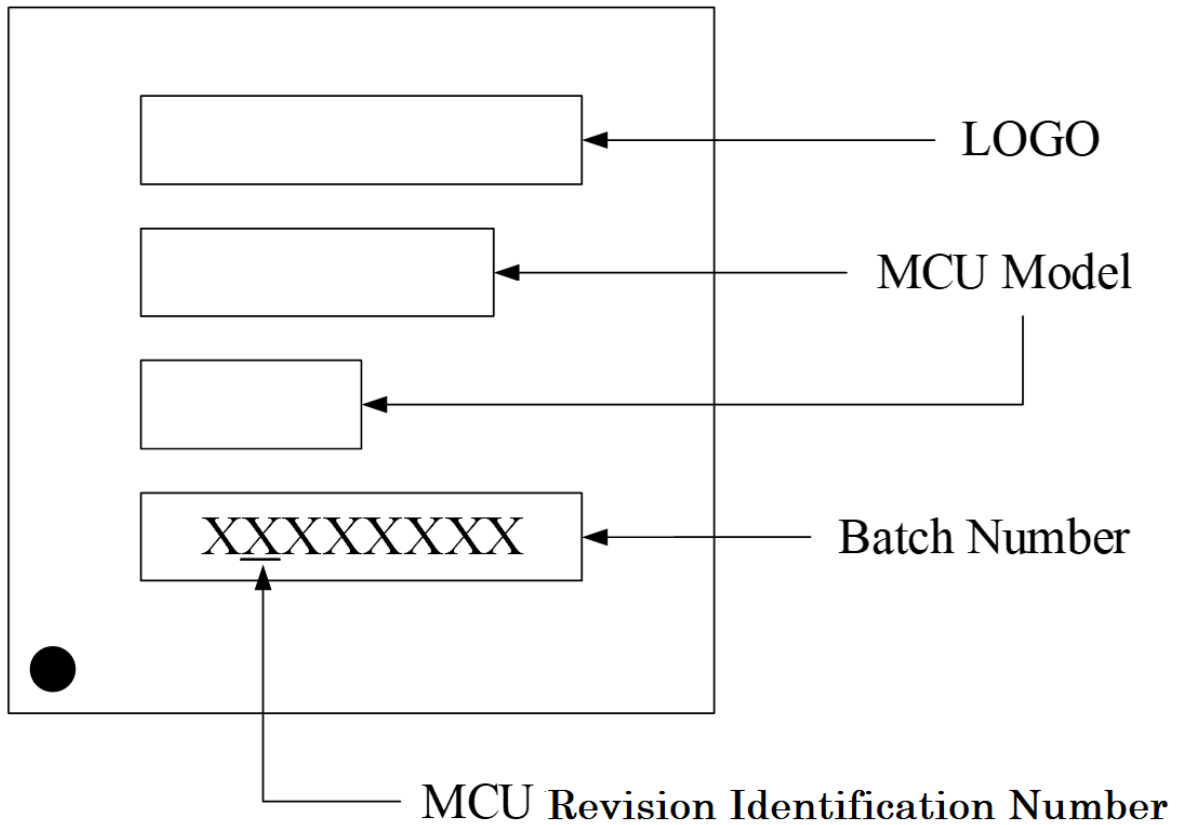 LOGO
MCU Model
XXXXXXXX
Batch Number
MCU Revision Identification Number